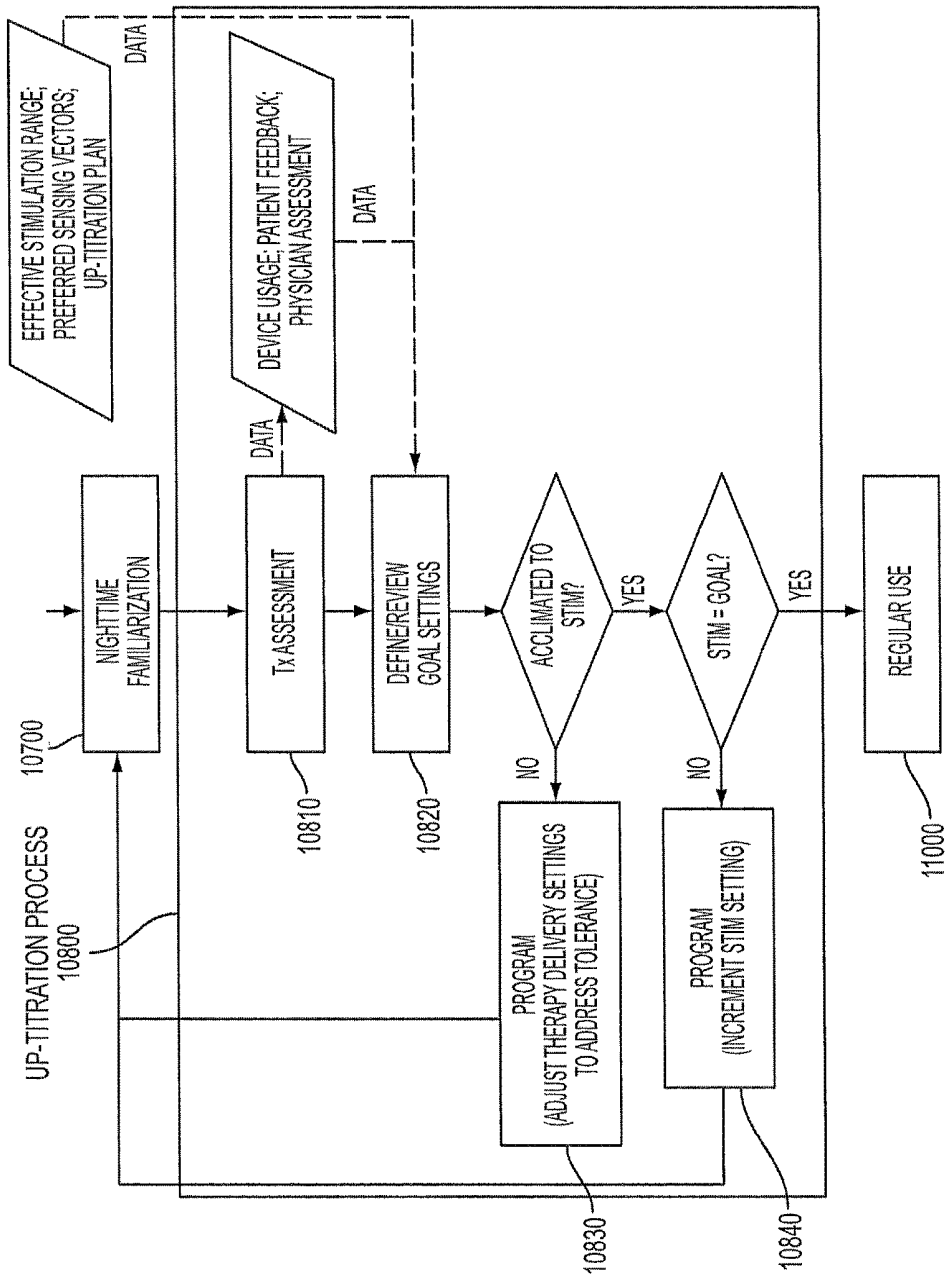 UP-TITRATION PROCESS
10800
10700
NIGHTTIME
FAMILIARIZATION
EFFECTIVE STIMULATION RANGE;
PREFERRED SENSING VECTORS;
UP-TITRATION PLAN
DATA
Tx ASSESSMENT
10810
DATA
DEVICE USAGE; PATIENT FEEDBACK;
PHYSICIAN ASSESSMENT
DATA
DEFINE/REVIEW
GOAL SETTINGS
10820
ACCLIMATED TO
STIM?
NO
YES
PROGRAM
(ADJUST THERAPY DELIVERY SETTINGS
TO ADDRESS TOLERANCE)
10830
STIM = GOAL?
NO
YES
PROGRAM
(INCREMENT STIM SETTING)
10840
REGULAR USE
11000